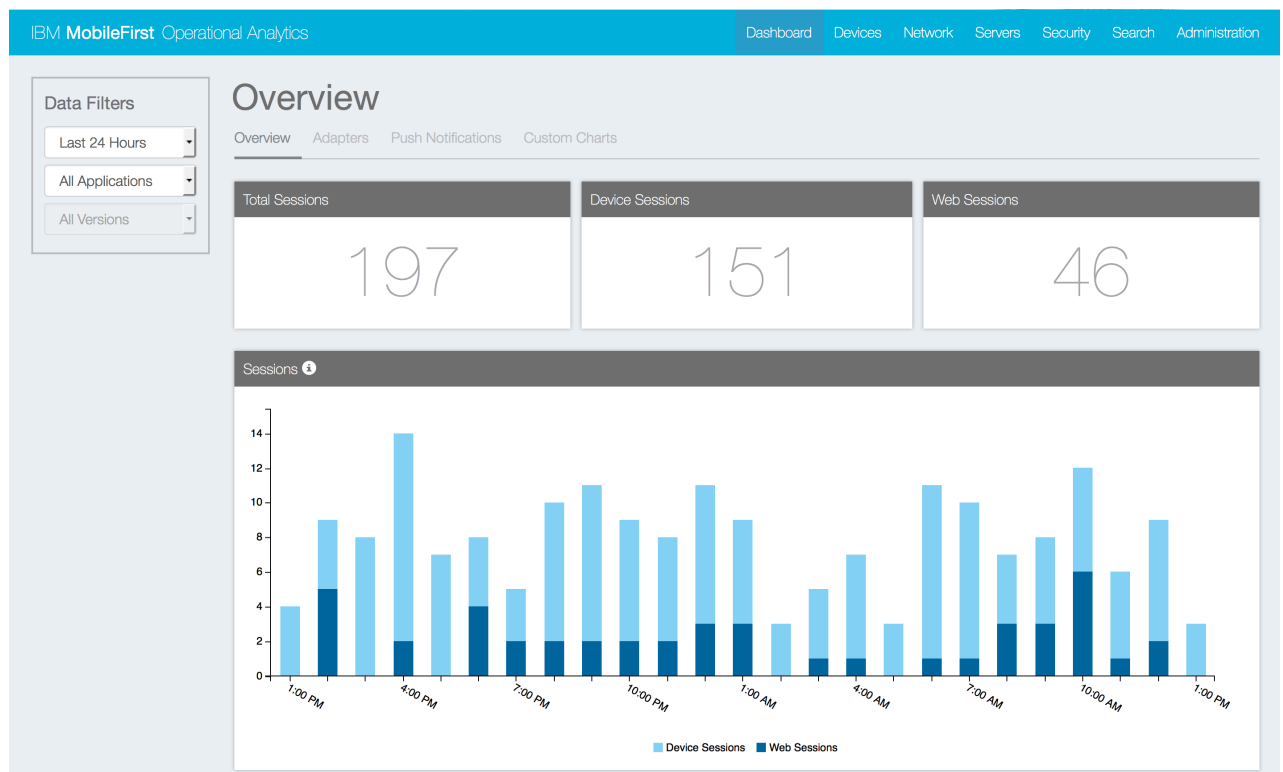 IBM MobileFirst Operational Analytics
Dashboard Devices Network Servers Security Search Administration
Data Filters
Last 24 Hours
All Applications
All Versions
Overview
Overview Adapters Push Notifications Custom Charts
Total Sessions
197
Device Sessions
151
Web Sessions
46
Sessions
14
12
10
8
6
4
2
0
1:00 PM 4:00 PM 7:00 PM 10:00 PM 1:00 AM 4:00 AM 7:00 AM 10:00 AM 1:00 PM
Device Sessions Web Sessions